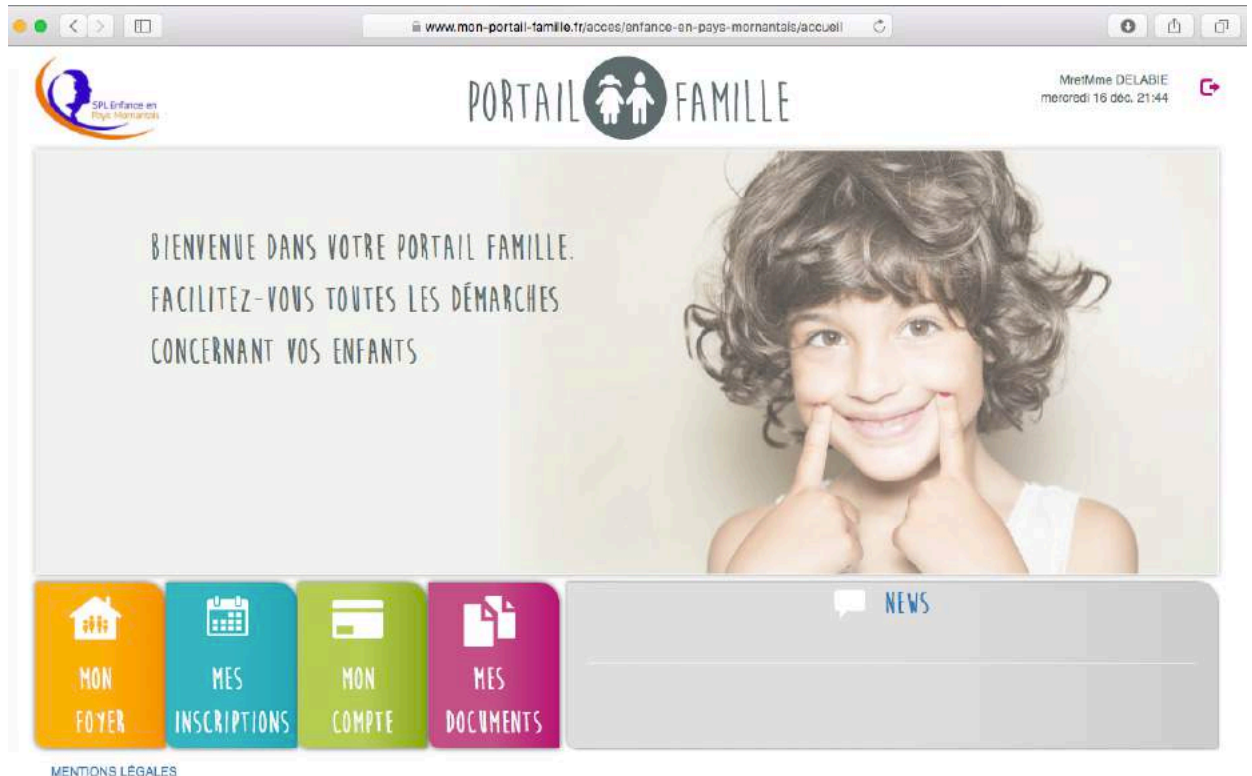 www.mon-portail-famille.fr/acces/enfance-en-pays-mornantais/accueil
SPL Enfance en
Pays Mornantais
PORTAIL FAMILLE
MretMme DELABIE
mercredi 16 déc. 21:44
BIENVENUE DANS VOTRE PORTAIL FAMILLE.
FACILITEZ-VOUS TOUTES LES DÉMARCHES
CONCERNANT VOS ENFANTS
MON
FOYER
MES
INSCRIPTIONS
MON
COMPTE
MES
DOCUMENTS
NEWS
MENTIONS LÉGALES